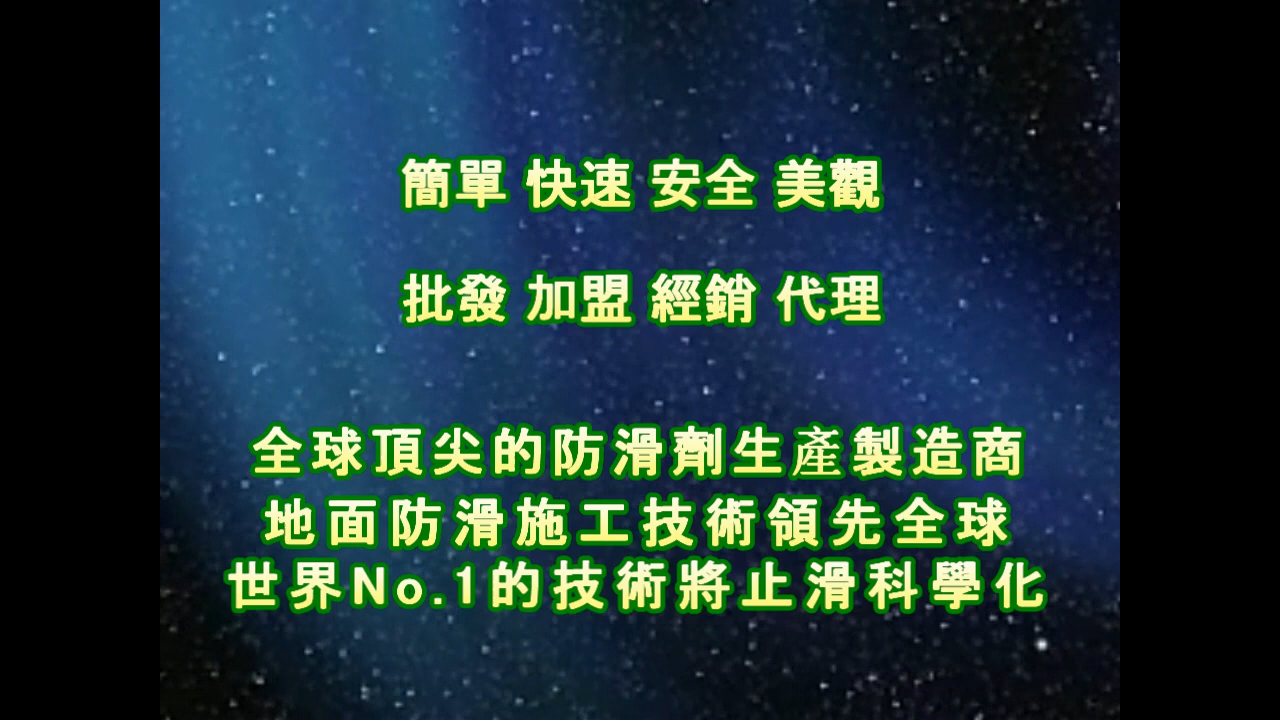 簡單 快速 安全 美觀
批發 加盟 經銷 代理
全球頂尖的防滑劑生產製造商
地面防滑施工技術領先全球
世界No.1的技術將止滑科學化